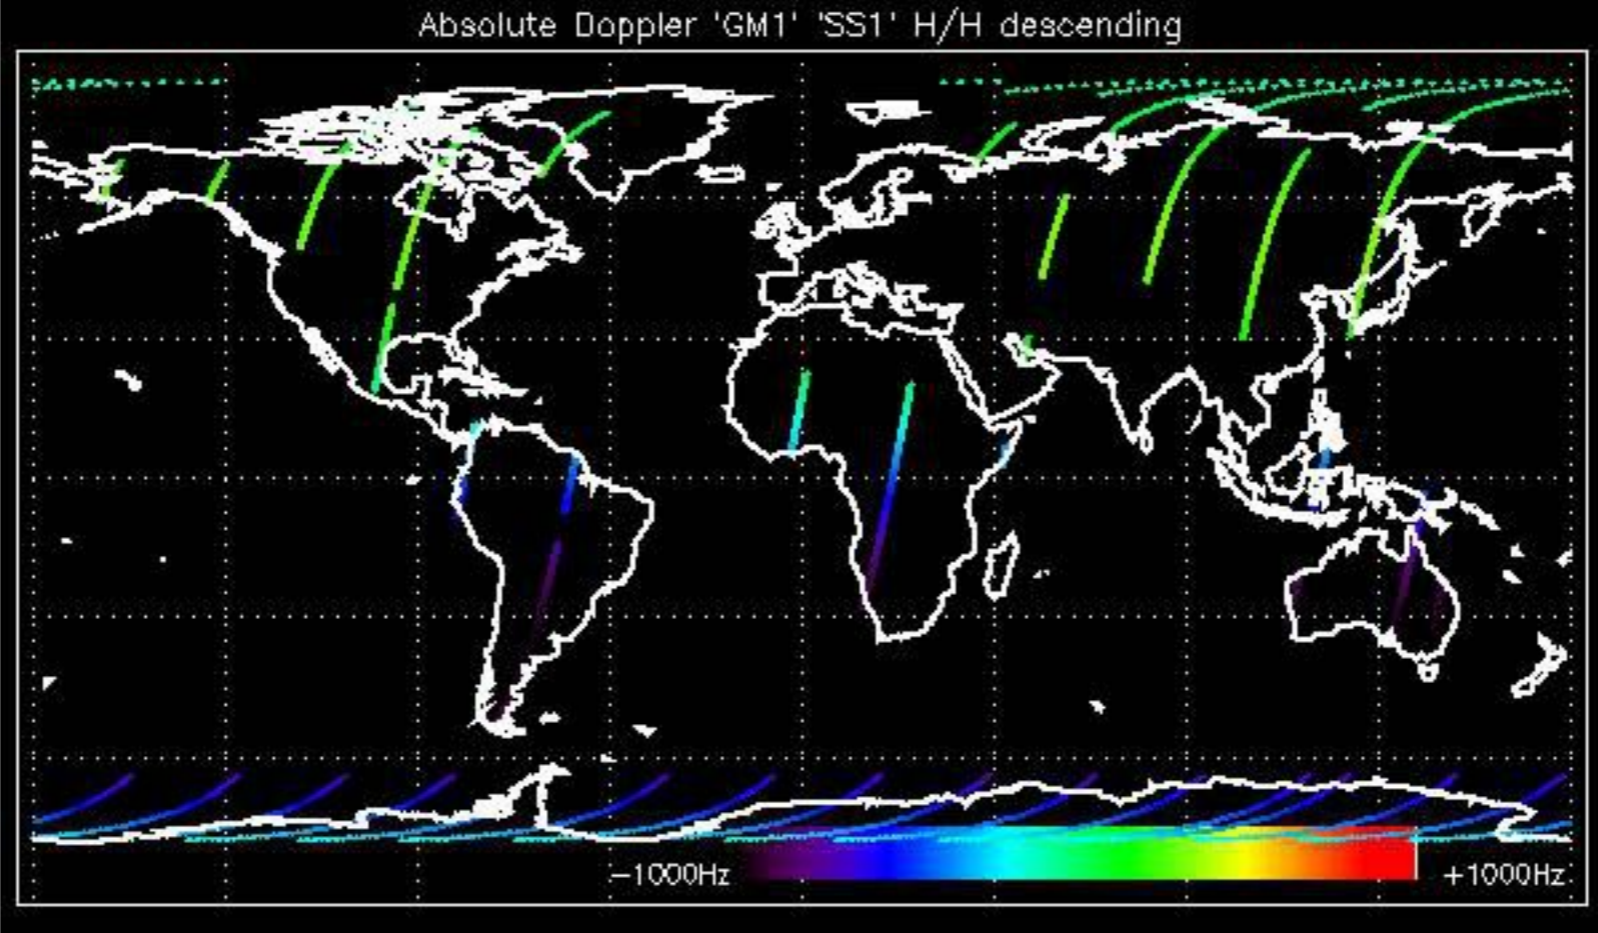 Absolute Doppler 'GM1' 'SS1' H/H descending
−1000Hz +1000Hz